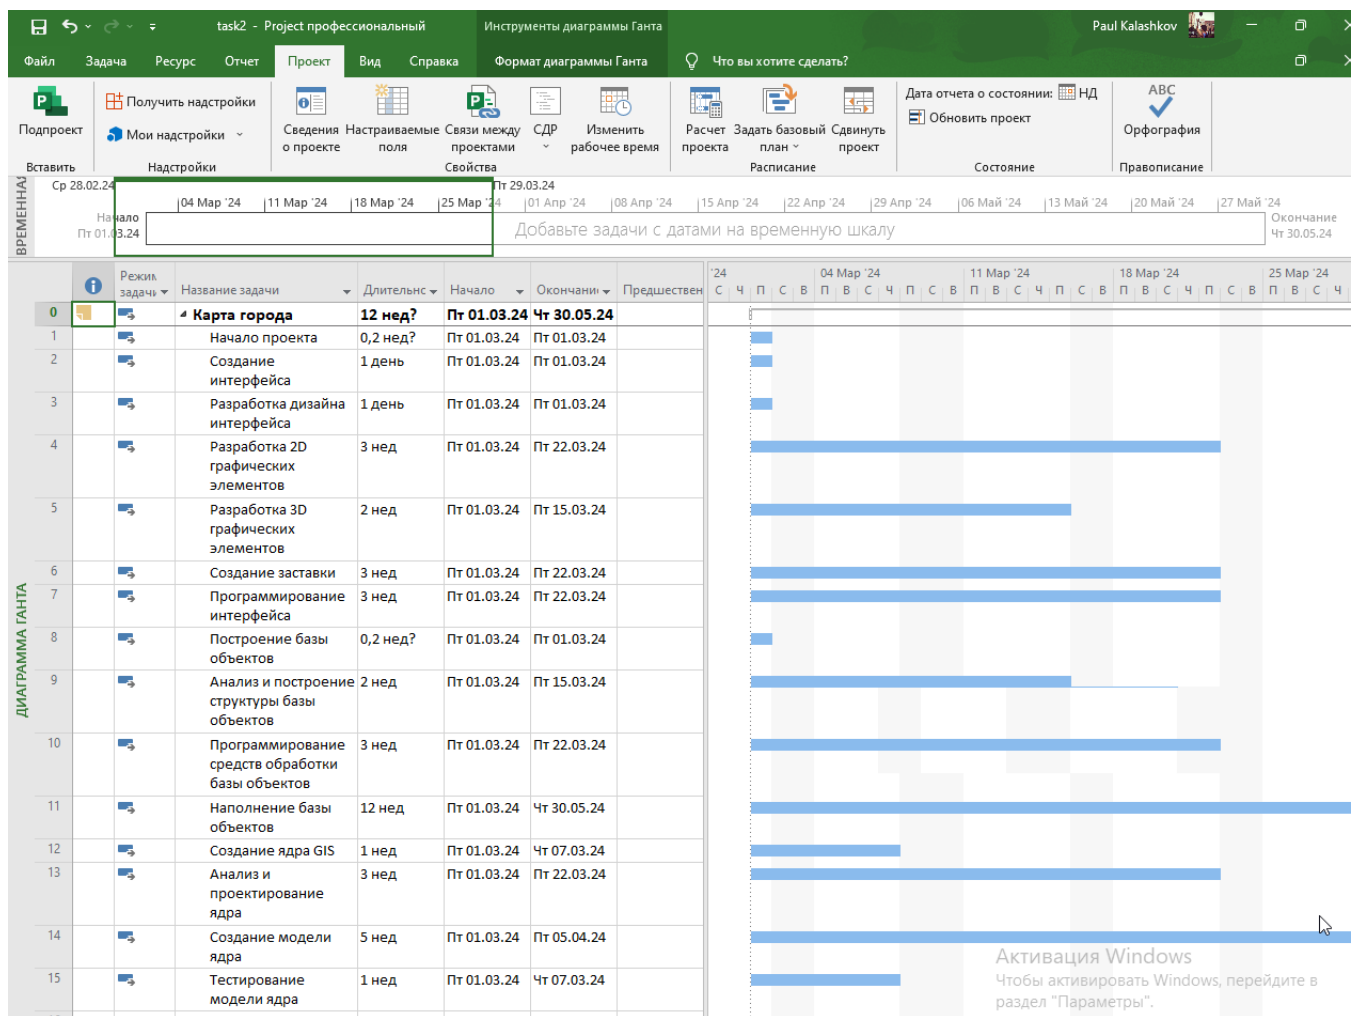 task2 - Project профессиональный
Инструменты диаграммы Ганта
Paul Kalashkov
Файл Задача Ресурс Отчет Проект Вид Справка Формат диаграммы Ганта Что вы хотите сделать?
Подпроект
Вставить
Получить надстройки
Мои надстройки
Надстройки
Сведения о проекте
Настраиваемые поля
Связи между проектами
СДР
Изменить рабочее время
Свойства
Расчет проекта
Задать базовый план
Сдвинуть проект
Расписание
Дата отчета о состоянии: НД
Обновить проект
Состояние
ABC
Орфография
Правописание
Ср 28.02.24 Пт 29.03.24
04 Мар '24 11 Мар '24 18 Мар '24 25 Мар '24 01 Апр '24 08 Апр '24 15 Апр '24 22 Апр '24 29 Апр '24 06 Май '24 13 Май '24 20 Май '24 27 Май '24
Начало
Пт 01.03.24
Добавьте задачи с датами на временную шкалу
Окончание
Чт 30.05.24
Режим задачи Название задачи Начало
'24 04 Мар '24 11 Мар '24 18 Мар '24 25 Мар '24
С Ч П С В П В С Ч П С В П В С Ч П С В П В С Ч П С В П В С Ч
0 Карта города 12 нед? Пт 01.03.24 Чт 30.05.24
1 Начало проекта 0,2 нед? Пт 01.03.24 Пт 01.03.24
2 Создание интерфейса 1 день Пт 01.03.24 Пт 01.03.24
3 Разработка дизайна интерфейса 1 день Пт 01.03.24 Пт 01.03.24
4 Разработка 2D графических элементов 3 нед Пт 01.03.24 Пт 22.03.24
5 Разработка 3D графических элементов 2 нед Пт 01.03.24 Пт 15.03.24
6 Создание заставки 3 нед Пт 01.03.24 Пт 22.03.24
7 Программирование интерфейса 3 нед Пт 01.03.24 Пт 22.03.24
8 Построение базы объектов 0,2 нед? Пт 01.03.24 Пт 01.03.24
9 Анализ и построение структуры базы объектов 2 нед Пт 01.03.24 Пт 15.03.24
10 Программирование средств обработки базы объектов 3 нед Пт 01.03.24 Пт 22.03.24
11 Наполнение базы объектов 12 нед Пт 01.03.24 Чт 30.05.24
12 Создание ядра GIS 1 нед Пт 01.03.24 Чт 07.03.24
13 Анализ и проектирование ядра 3 нед Пт 01.03.24 Пт 22.03.24
14 Создание модели ядра 5 нед Пт 01.03.24 Пт 05.04.24
15 Тестирование модели ядра 1 нед Пт 01.03.24 Чт 07.03.24
ДИАГРАММА ГАНТА
Активация Windows
Чтобы активировать Windows, перейдите в
раздел "Параметры".